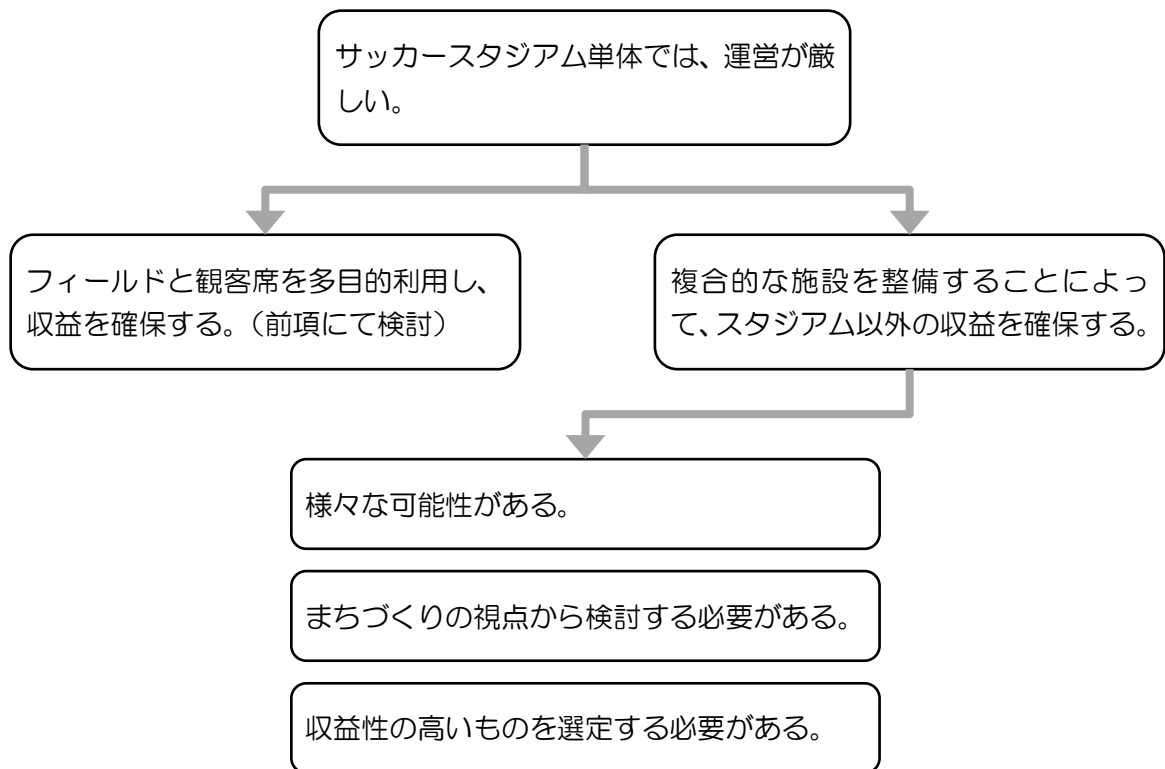 サッカースタジアム単体では、運営が厳
しい。
フィールドと観客席を多目的利用し、
収益を確保する。（前項にて検討）
複合的な施設を整備することによっ
て、スタジアム以外の収益を確保する。
様々な可能性がある。
まちづくりの視点から検討する必要がある。
収益性の高いものを選定する必要がある。